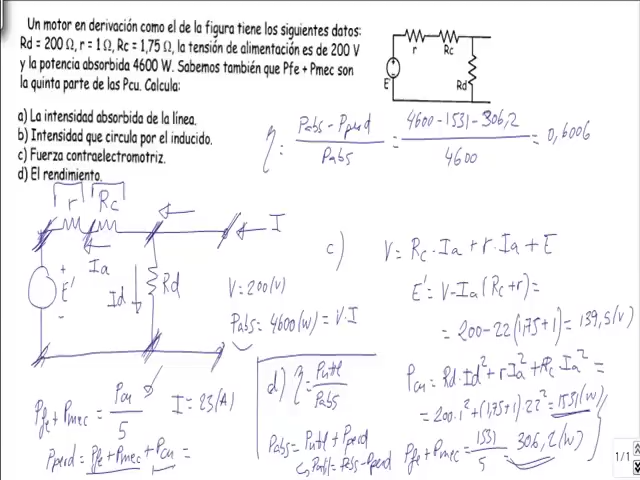 Un motor en derivación como el de la figura tiene los siguientes datos:
Rd = 200 Ω, r = 1Ω, Rc = 1,75 Ω, la tensión de alimentación es de 200 V
y la potencia absorbida 4600 W. Sabemos también que Pfe + Pmec son
la quinta parte de las Pcu. Calcula:
a) La intensidad absorbida de la línea.
b) Intensidad que circula por el inducido.
c) Fuerza contraelectromotriz.
d) El rendimiento.
r Rc
Rd
E'
η = (Pabs - Pperd)/Pabs = (4600 - 1531 - 306,2)/4600 = 0,6006
r Rc
I
Ia
+
E'
-
Id
Rd
V = 200 (V)
Pabs = 4600 (W) = V·I
I = 23 (A)
Pfe + Pmec = Pcu/5
Pperd = Pfe + Pmec + Pcu =
c) V = Rc · Ia + r · Ia + E
E' = V - Ia (Rc + r) =
= 200 - 22 (1,75 + 1) = 139,5 (V)
d) η = Putil/Pabs
Pabs = Putil + Pperd
Putil = Pabs - Pperd
Pcu = Rd · Id² + r Ia² + Rc Ia² =
= 200·1² + (1,75+1) 22² = 1531 (W)
Pfe + Pmec = 1531/5 = 306,2 (W)
1/1